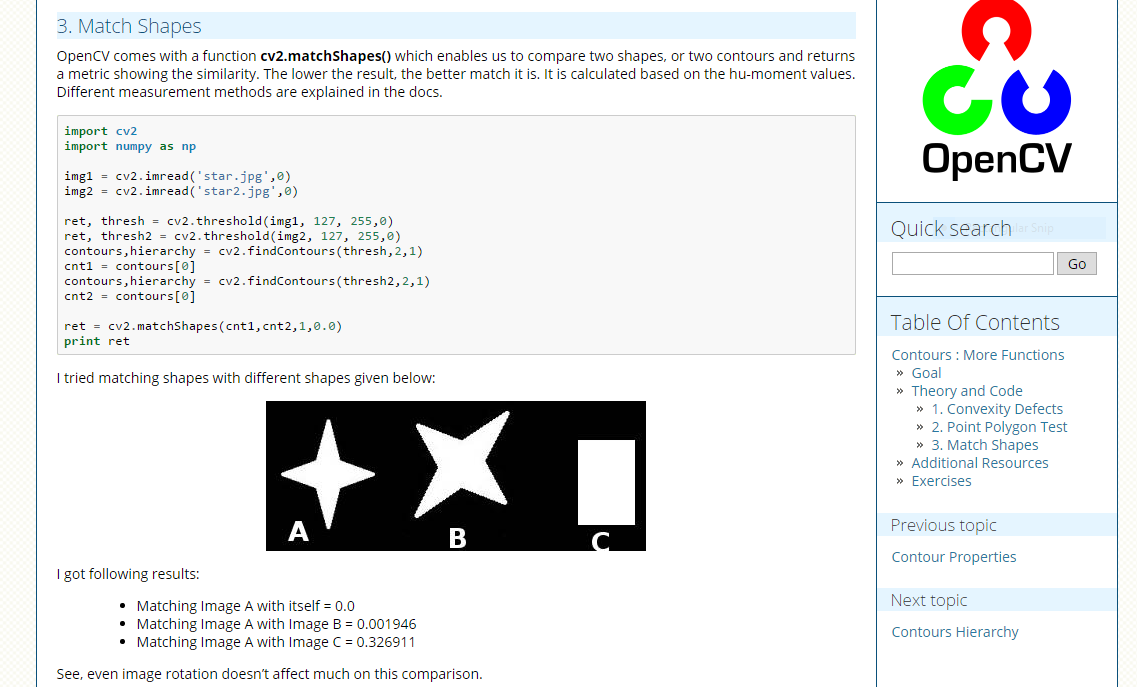 3. Match Shapes
OpenCV comes with a function cv2.matchShapes() which enables us to compare two shapes, or two contours and returns
a metric showing the similarity. The lower the result, the better match it is. It is calculated based on the hu-moment values.
Different measurement methods are explained in the docs.
import cv2
import numpy as np
img1 = cv2.imread('star.jpg',0)
img2 = cv2.imread('star2.jpg',0)
ret, thresh = cv2.threshold(img1, 127, 255,0)
ret, thresh2 = cv2.threshold(img2, 127, 255,0)
contours,hierarchy = cv2.findContours(thresh,2,1)
cnt1 = contours[0]
contours,hierarchy = cv2.findContours(thresh2,2,1)
cnt2 = contours[0]
ret = cv2.matchShapes(cnt1,cnt2,1,0.0)
print ret
I tried matching shapes with different shapes given below:
A
B
C
I got following results:
• Matching Image A with itself = 0.0
• Matching Image A with Image B = 0.001946
• Matching Image A with Image C = 0.326911
See, even image rotation doesn't affect much on this comparison.
OpenCV
Quick search
Go
Table Of Contents
Contours : More Functions
» Goal
» Theory and Code
» 1. Convexity Defects
» 2. Point Polygon Test
» 3. Match Shapes
» Additional Resources
» Exercises
Previous topic
Contour Properties
Next topic
Contours Hierarchy